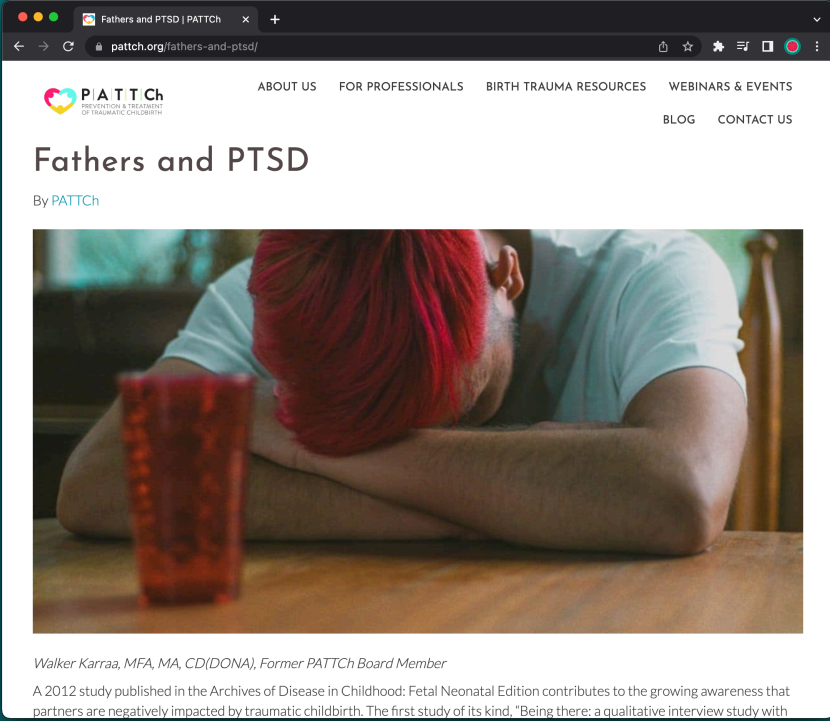 Fathers and PTSD | PATTCh
pattch.org/fathers-and-ptsd/
PATTCh
PREVENTION & TREATMENT
OF TRAUMATIC CHILDBIRTH
ABOUT US
FOR PROFESSIONALS
BIRTH TRAUMA RESOURCES
WEBINARS & EVENTS
BLOG
CONTACT US
Fathers and PTSD
By PATTCh
Walker Karraa, MFA, MA, CD(DONA), Former PATTCh Board Member
A 2012 study published in the Archives of Disease in Childhood: Fetal Neonatal Edition contributes to the growing awareness that
partners are negatively impacted by traumatic childbirth. The first study of its kind, “Being there: a qualitative interview study with